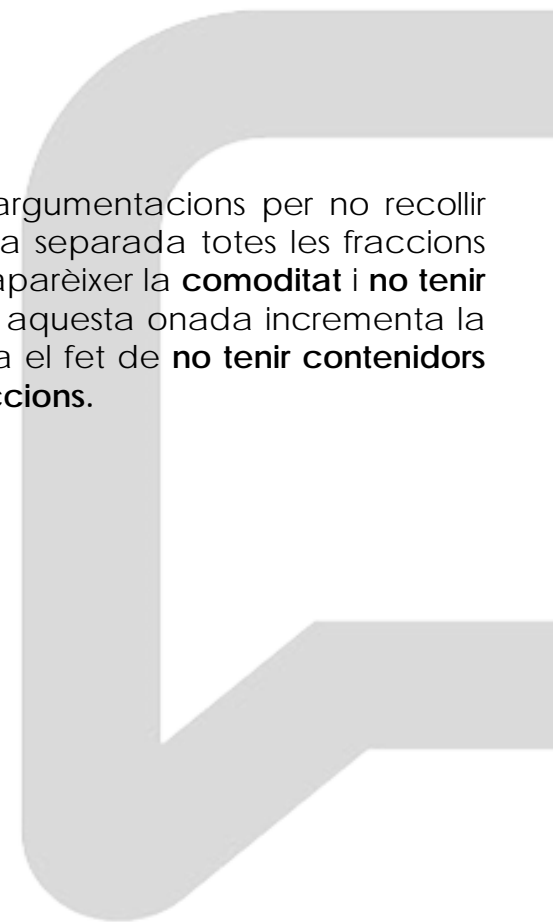 argumentacions per no recollir
a separada totes les fraccions
aparèixer la comoditat i no tenir
aquesta onada incrementa la
a el fet de no tenir contenidors
ccions.